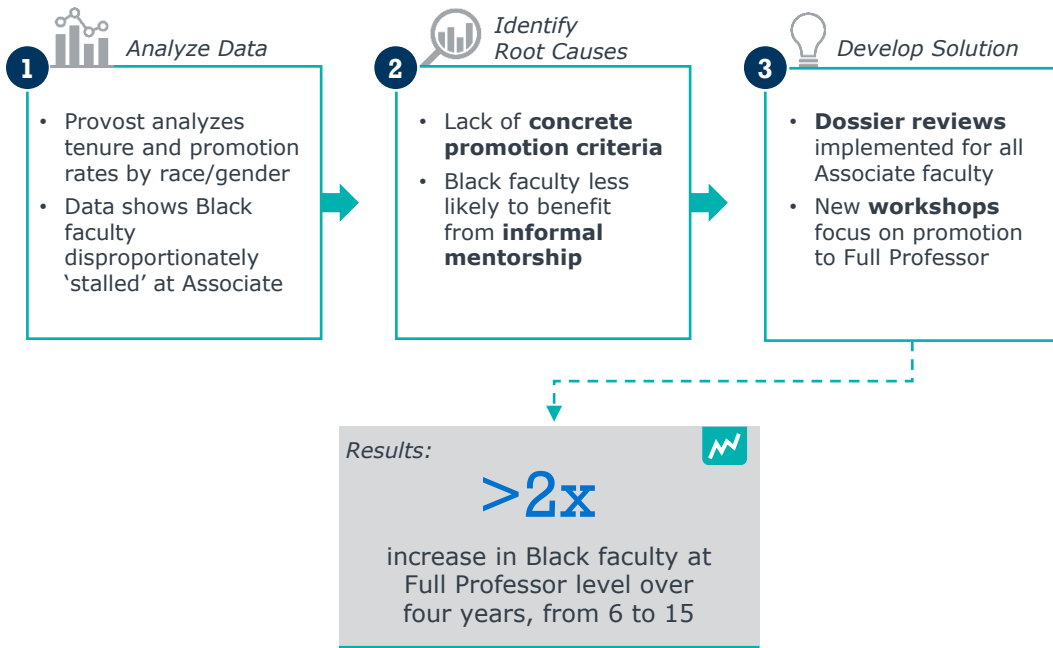 1
Analyze Data
• Provost analyzes
tenure and promotion
rates by race/gender
• Data shows Black
faculty
disproportionately
‘stalled’ at Associate
2
Identify
Root Causes
• Lack of concrete
promotion criteria
• Black faculty less
likely to benefit
from informal
mentorship
3
Develop Solution
• Dossier reviews
implemented for all
Associate faculty
• New workshops
focus on promotion
to Full Professor
Results:
>2x
increase in Black faculty at
Full Professor level over
four years, from 6 to 15